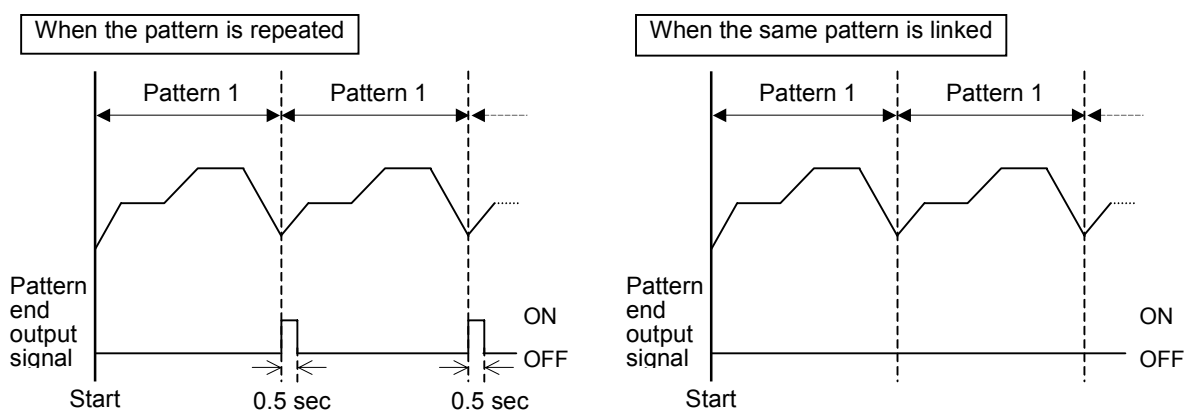 When the pattern is repeated
Pattern 1
Pattern 1
Pattern
end
output
signal
ON
OFF
Start
0.5 sec
0.5 sec
When the same pattern is linked
Pattern 1
Pattern 1
Pattern
end
output
signal
ON
OFF
Start